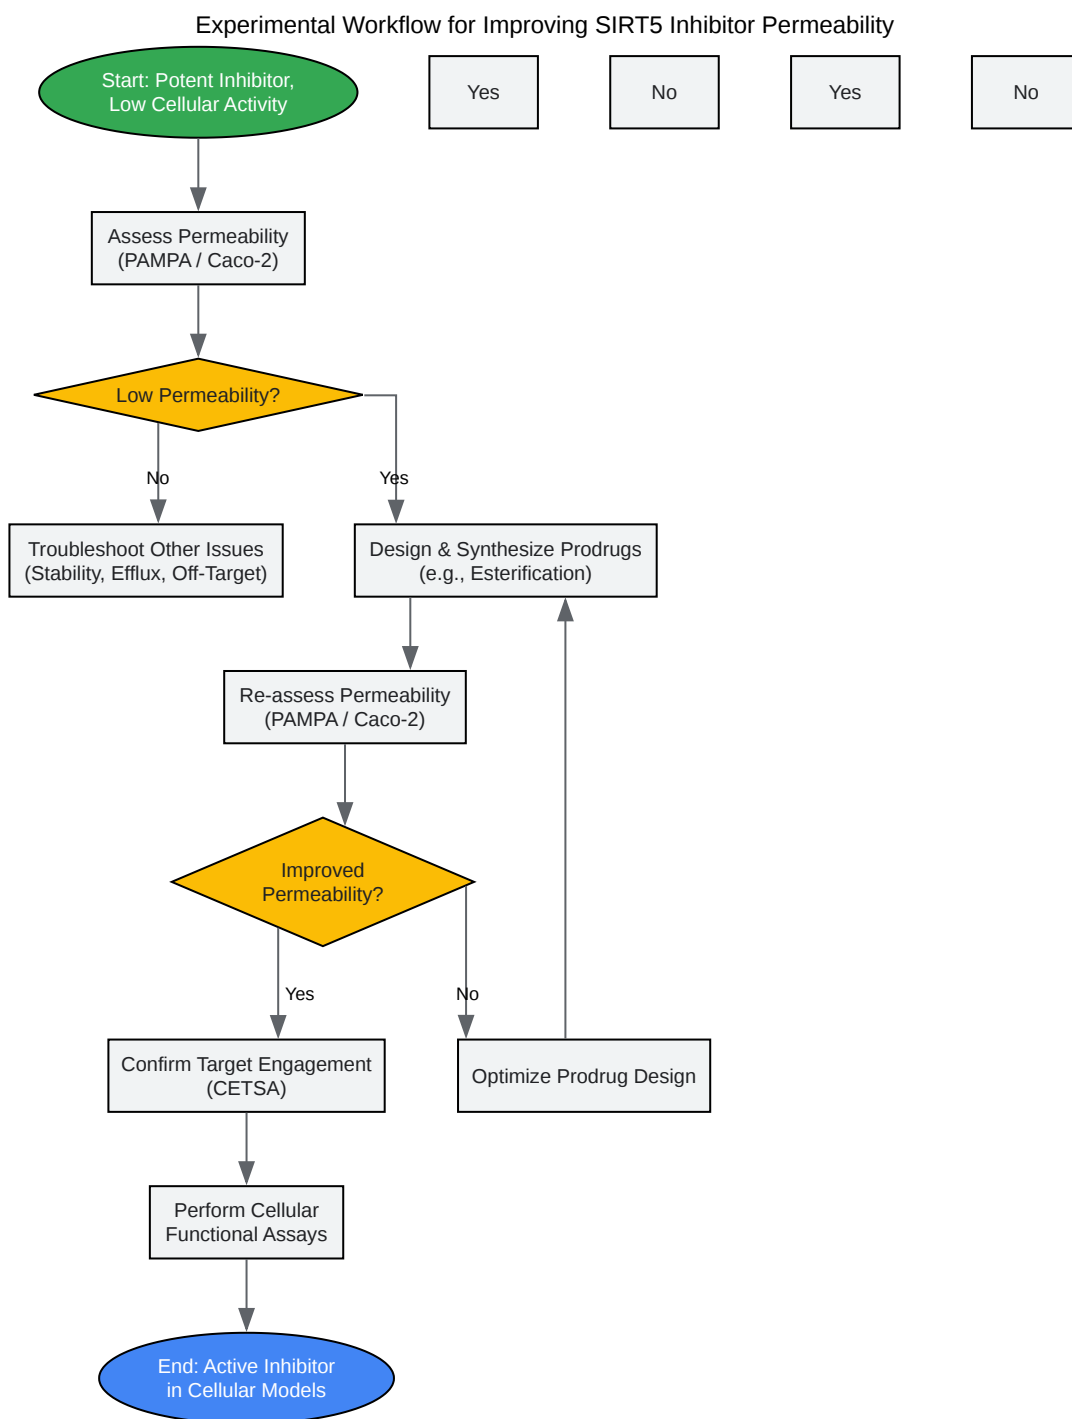 Experimental Workflow for Improving SIRT5 Inhibitor Permeability
Start: Potent Inhibitor,
Low Cellular Activity
Yes
No
Yes
No
Assess Permeability
(PAMPA / Caco-2)
Low Permeability?
No
Yes
Troubleshoot Other Issues
(Stability, Efflux, Off-Target)
Design & Synthesize Prodrugs
(e.g., Esterification)
Re-assess Permeability
(PAMPA / Caco-2)
Improved
Permeability?
Yes
No
Confirm Target Engagement
(CETSA)
Optimize Prodrug Design
Perform Cellular
Functional Assays
End: Active Inhibitor
in Cellular Models